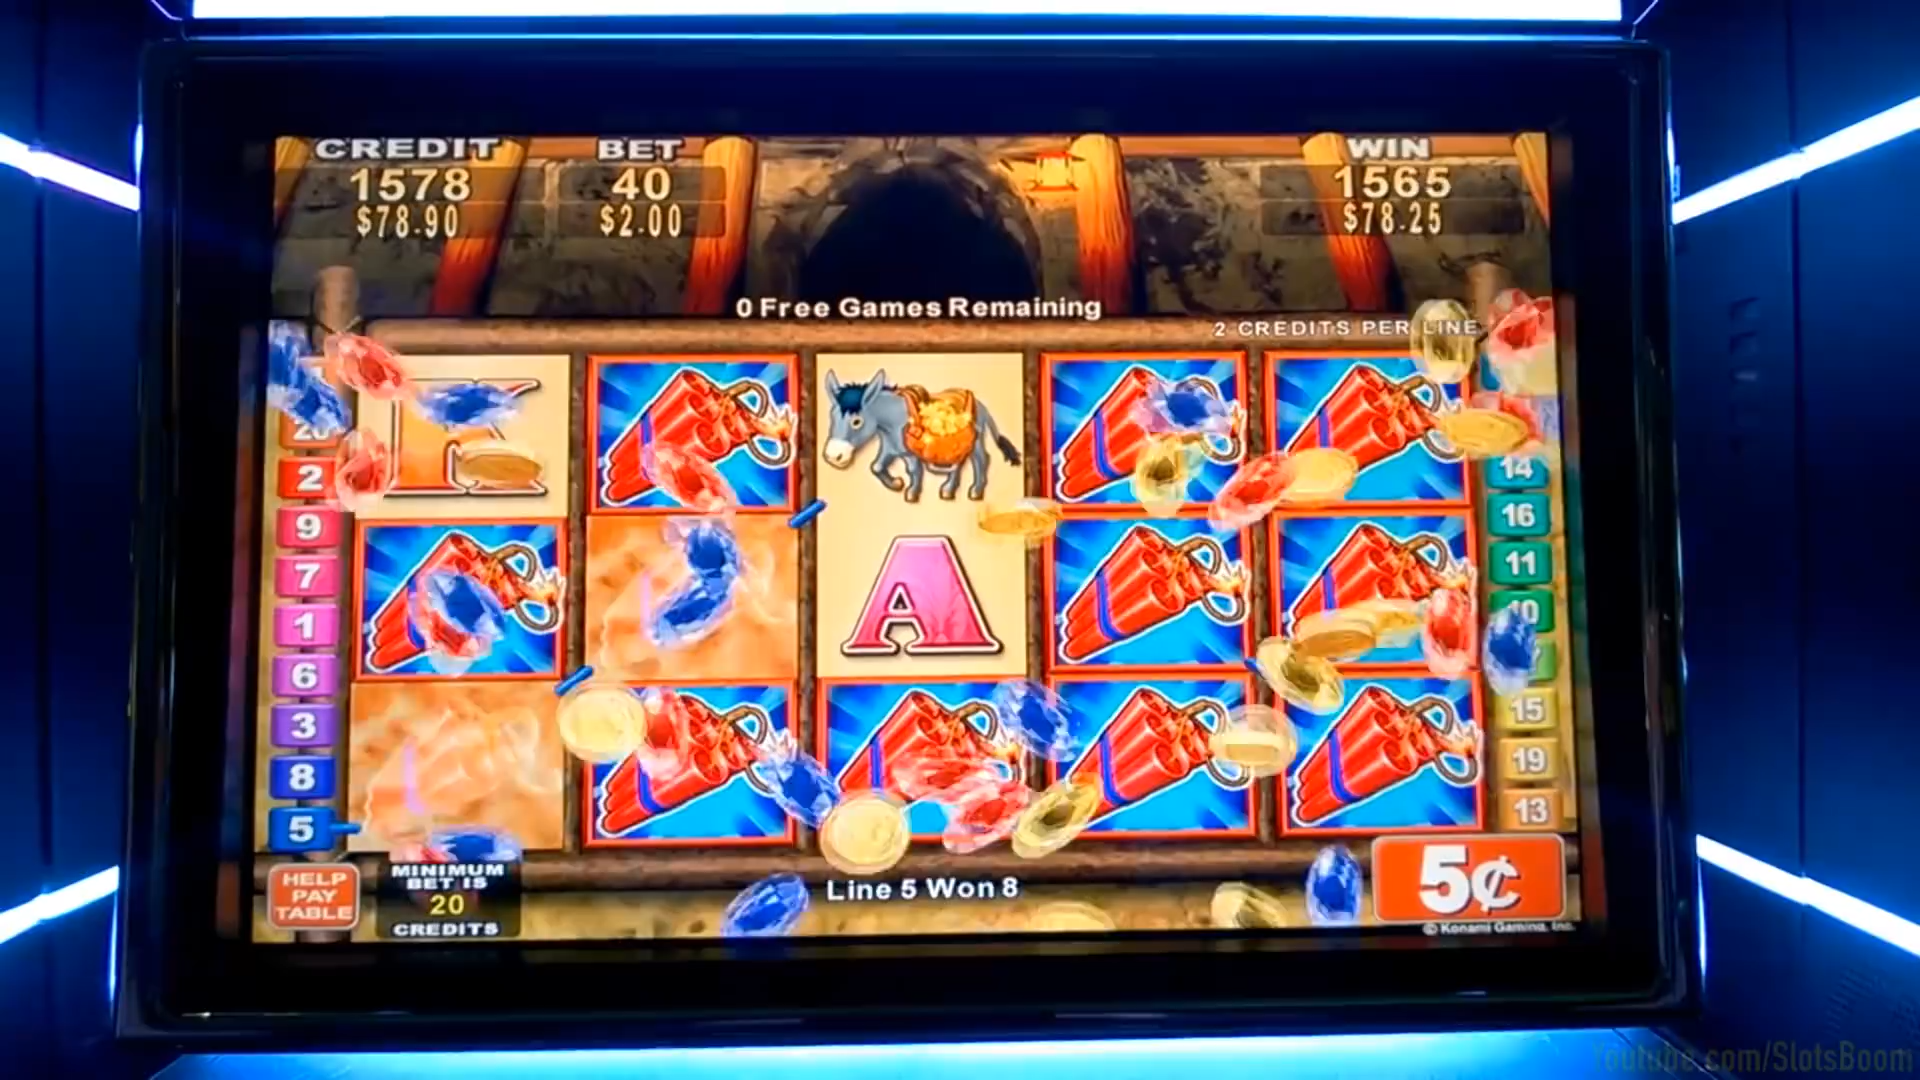 CREDIT BET WIN
1578 40 1565
$78.90 $2.00 $78.25
0 Free Games Remaining
2 CREDITS PER LINE
20
2
9
7
1
6
3
8
5
A
14
16
11
10
15
19
13
HELP
PAY
TABLE
MINIMUM
BET IS
20
CREDITS
Line 5 Won 8
5¢
© Konami Gaming, Inc.
Youtube.com/SlotsBoom